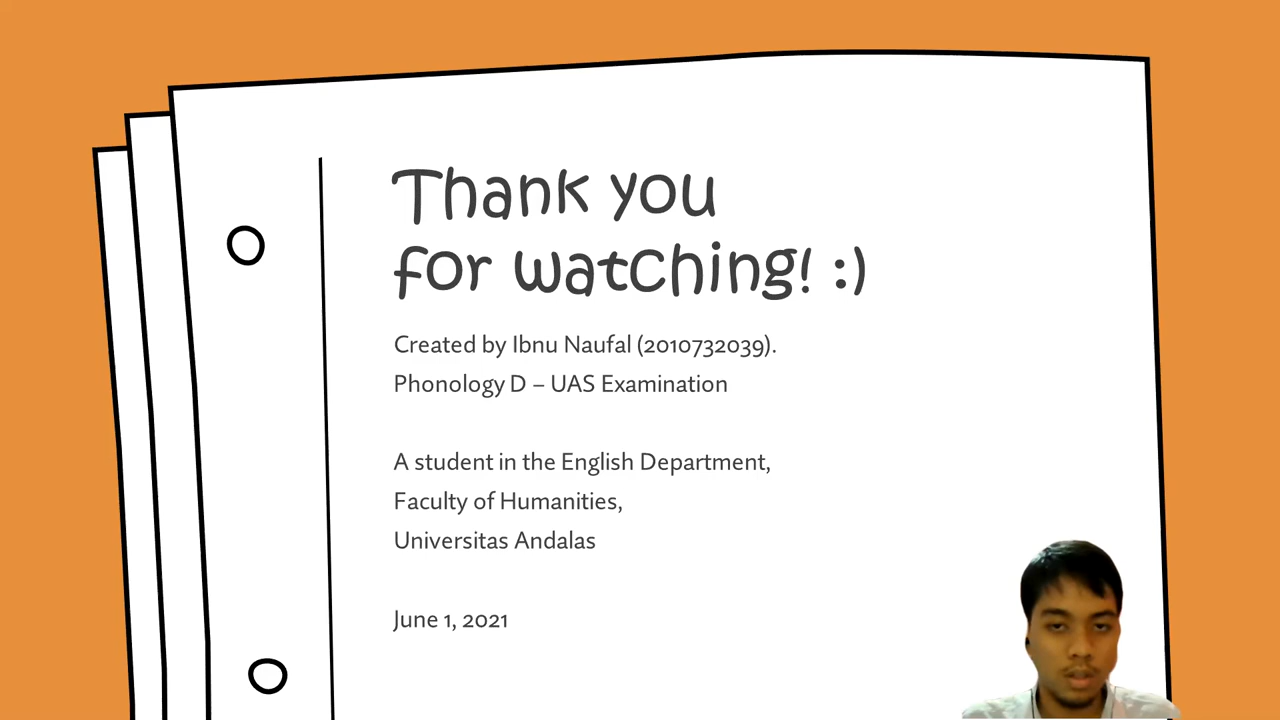 Thank you
for watching! :)
Created by Ibnu Naufal (2010732039).
Phonology D – UAS Examination
A student in the English Department,
Faculty of Humanities,
Universitas Andalas
June 1, 2021